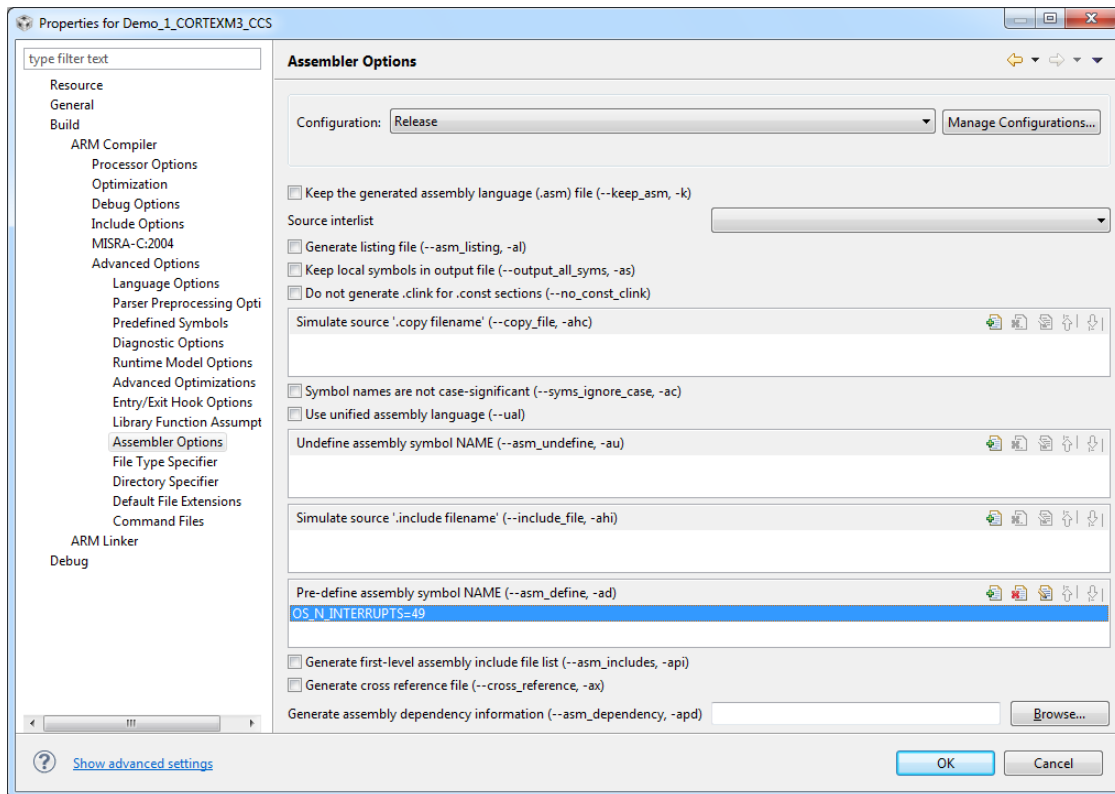 Properties for Demo_1_CORTEXM3_CCS
type filter text
Resource
General
Build
ARM Compiler
Processor Options
Optimization
Debug Options
Include Options
MISRA-C:2004
Advanced Options
Language Options
Parser Preprocessing Opti
Predefined Symbols
Diagnostic Options
Runtime Model Options
Advanced Optimizations
Entry/Exit Hook Options
Library Function Assumpt
Assembler Options
File Type Specifier
Directory Specifier
Default File Extensions
Command Files
ARM Linker
Debug
Assembler Options
Configuration: Release Manage Configurations...
Keep the generated assembly language (.asm) file (--keep_asm, -k)
Source interlist
Generate listing file (--asm_listing, -al)
Keep local symbols in output file (--output_all_syms, -as)
Do not generate .clink for .const sections (--no_const_clink)
Simulate source '.copy filename' (--copy_file, -ahc)
Symbol names are not case-significant (--syms_ignore_case, -ac)
Use unified assembly language (--ual)
Undefine assembly symbol NAME (--asm_undefine, -au)
Simulate source '.include filename' (--include_file, -ahi)
Pre-define assembly symbol NAME (--asm_define, -ad)
OS_N_INTERRUPTS=49
Generate first-level assembly include file list (--asm_includes, -api)
Generate cross reference file (--cross_reference, -ax)
Generate assembly dependency information (--asm_dependency, -apd) Browse...
? Show advanced settings OK Cancel